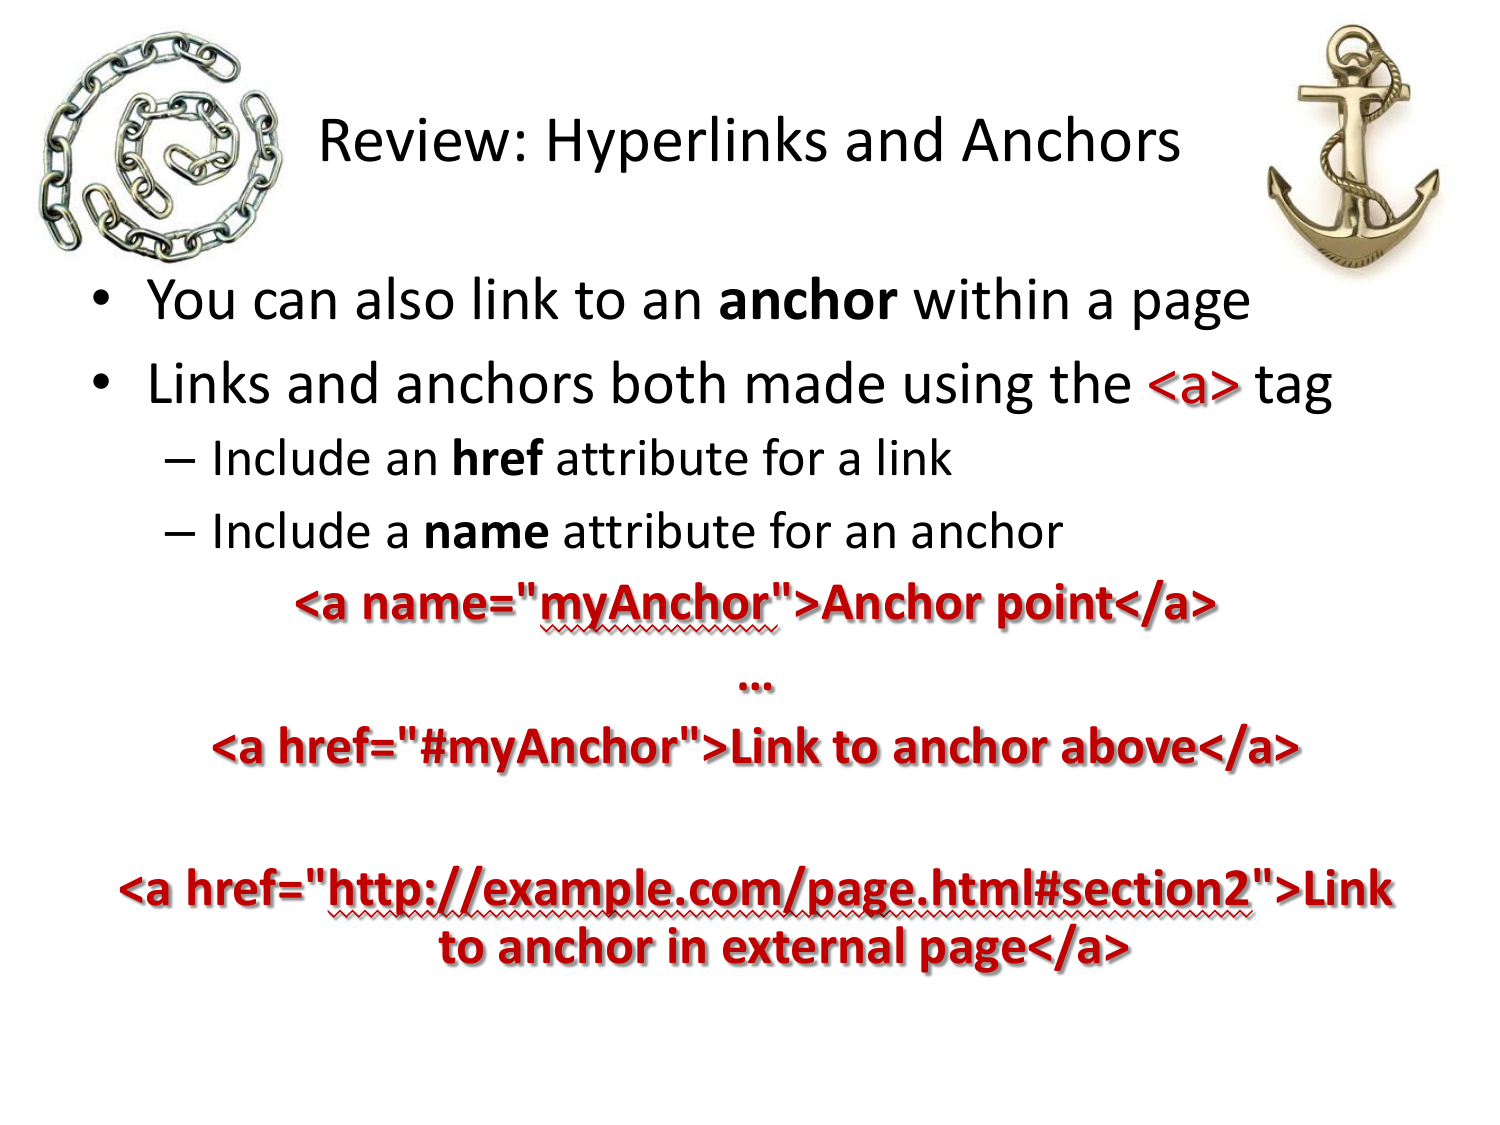 Review: Hyperlinks and Anchors
• You can also link to an anchor within a page
• Links and anchors both made using the <a> tag
– Include an href attribute for a link
– Include a name attribute for an anchor
<a name="myAnchor">Anchor point</a>
…
<a href="#myAnchor">Link to anchor above</a>
<a href="http://example.com/page.html#section2">Link
to anchor in external page</a>